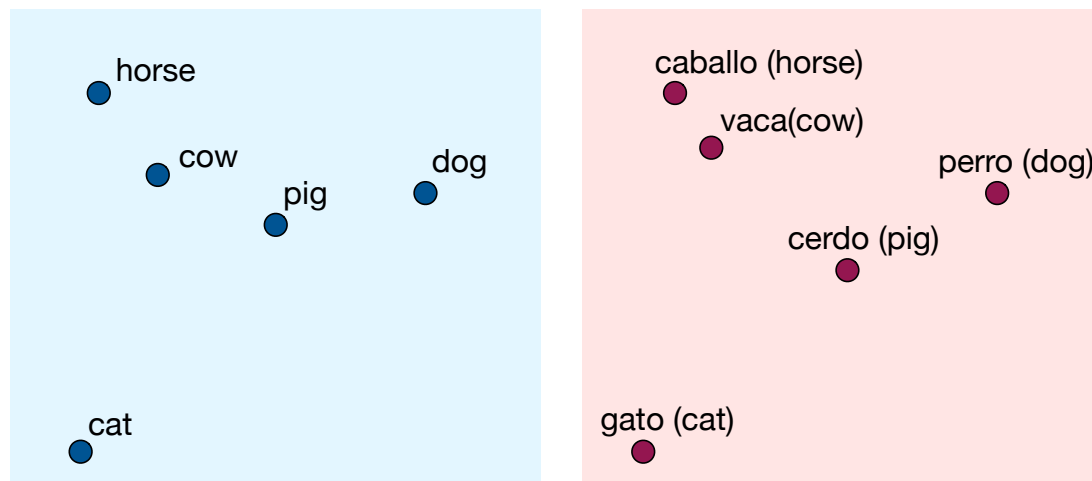 horse
cow
pig
dog
cat
caballo (horse)
vaca(cow)
perro (dog)
cerdo (pig)
gato (cat)